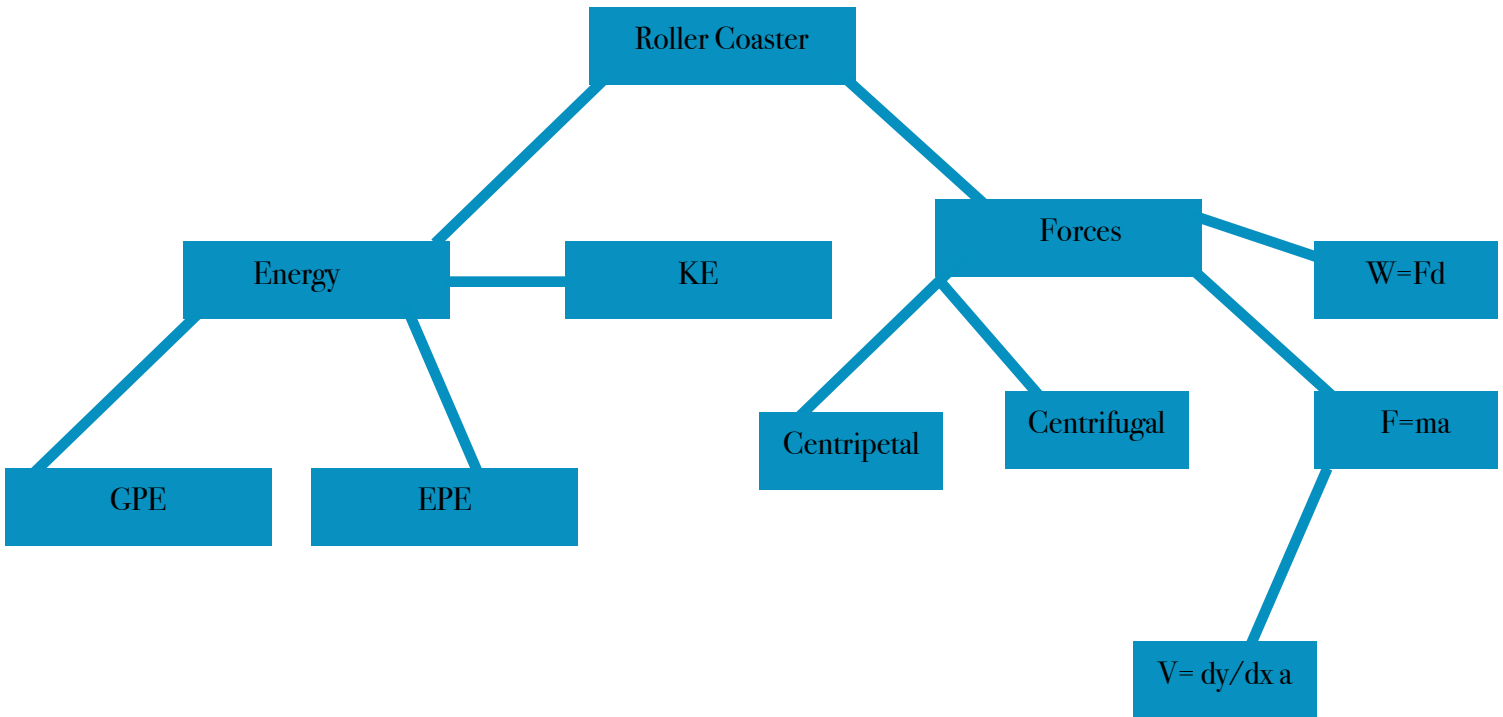 Roller Coaster
Forces
Energy
KE
W=Fd
Centripetal
Centrifugal
F=ma
GPE
EPE
V= dy/dx a